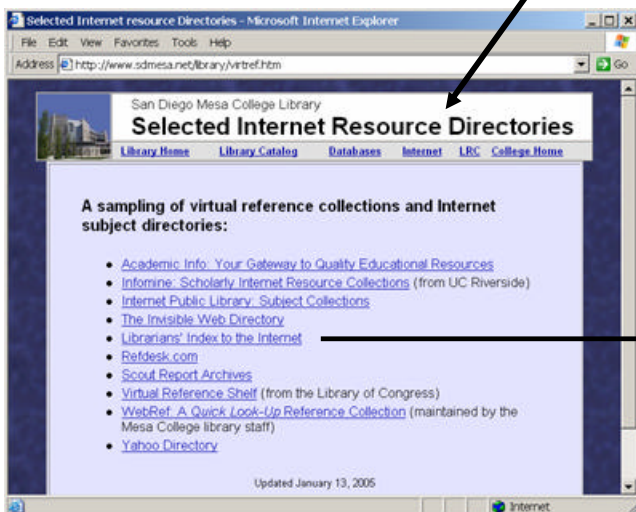 Selected Internet resource Directories - Microsoft Internet Explorer
File Edit View Favorites Tools Help
Address http://www.sdmesa.net/library/virtref.htm Go
San Diego Mesa College Library
Selected Internet Resource Directories
Library Home Library Catalog Databases Internet LRC College Home
A sampling of virtual reference collections and Internet
subject directories:
Academic Info: Your Gateway to Quality Educational Resources
Infomine: Scholarly Internet Resource Collections (from UC Riverside)
Internet Public Library: Subject Collections
The Invisible Web Directory
Librarians' Index to the Internet
Refdesk.com
Scout Report Archives
Virtual Reference Shelf (from the Library of Congress)
WebRef: A Quick Look-Up Reference Collection (maintained by the
Mesa College library staff)
Yahoo Directory
Updated January 13, 2005
Internet